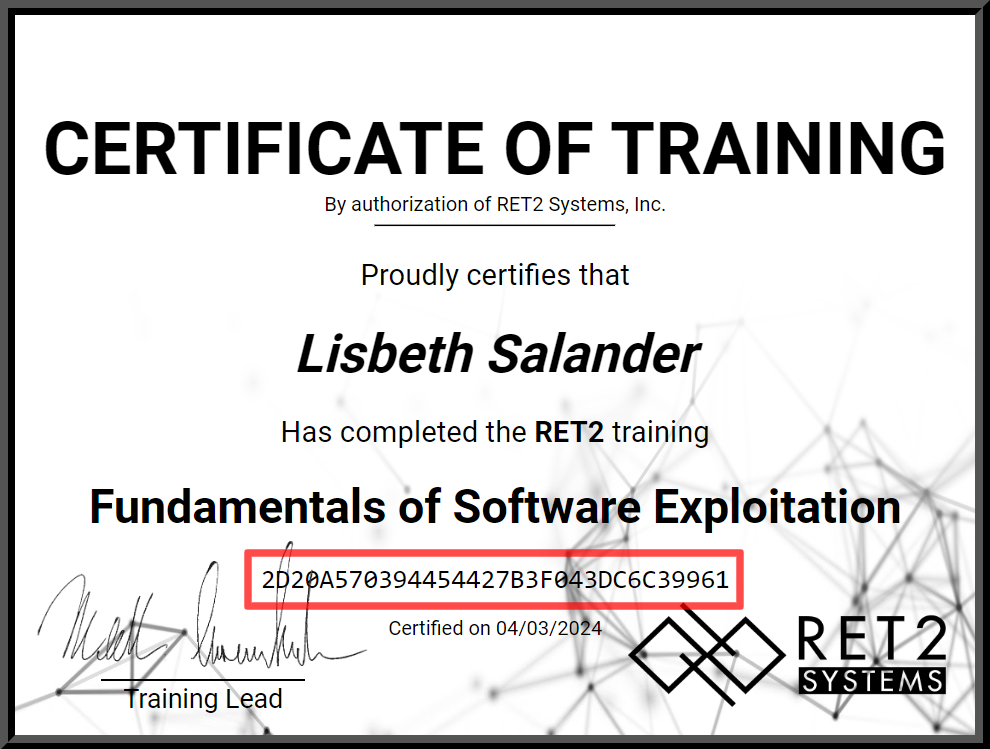 CERTIFICATE OF TRAINING
By authorization of RET2 Systems, Inc.
Proudly certifies that
Lisbeth Salander
Has completed the RET2 training
Fundamentals of Software Exploitation
2D20A570394454427B3F043DC6C39961
Certified on 04/03/2024
Training Lead
RET2
SYSTEMS